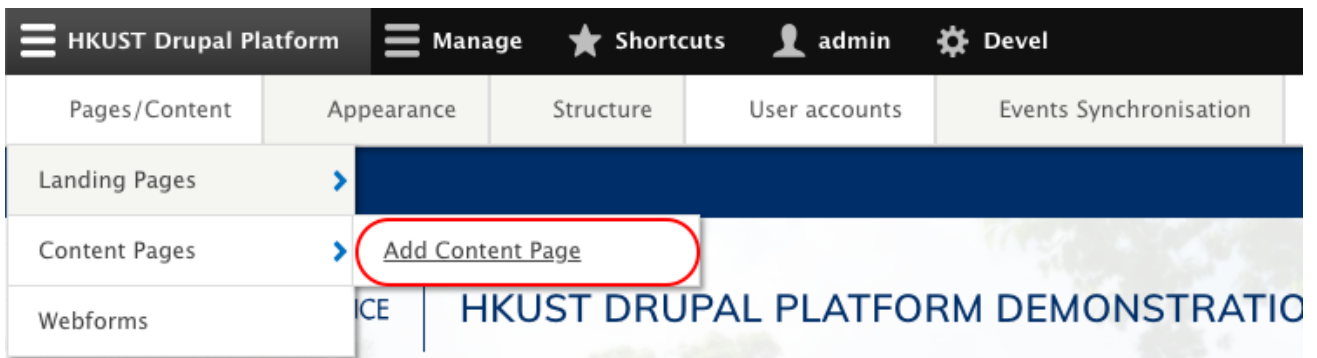 HKUST Drupal Platform Manage Shortcuts admin Devel
Pages/Content Appearance Structure User accounts Events Synchronisation
Landing Pages
Content Pages Add Content Page
Webforms
HKUST DRUPAL PLATFORM DEMONSTRATIO